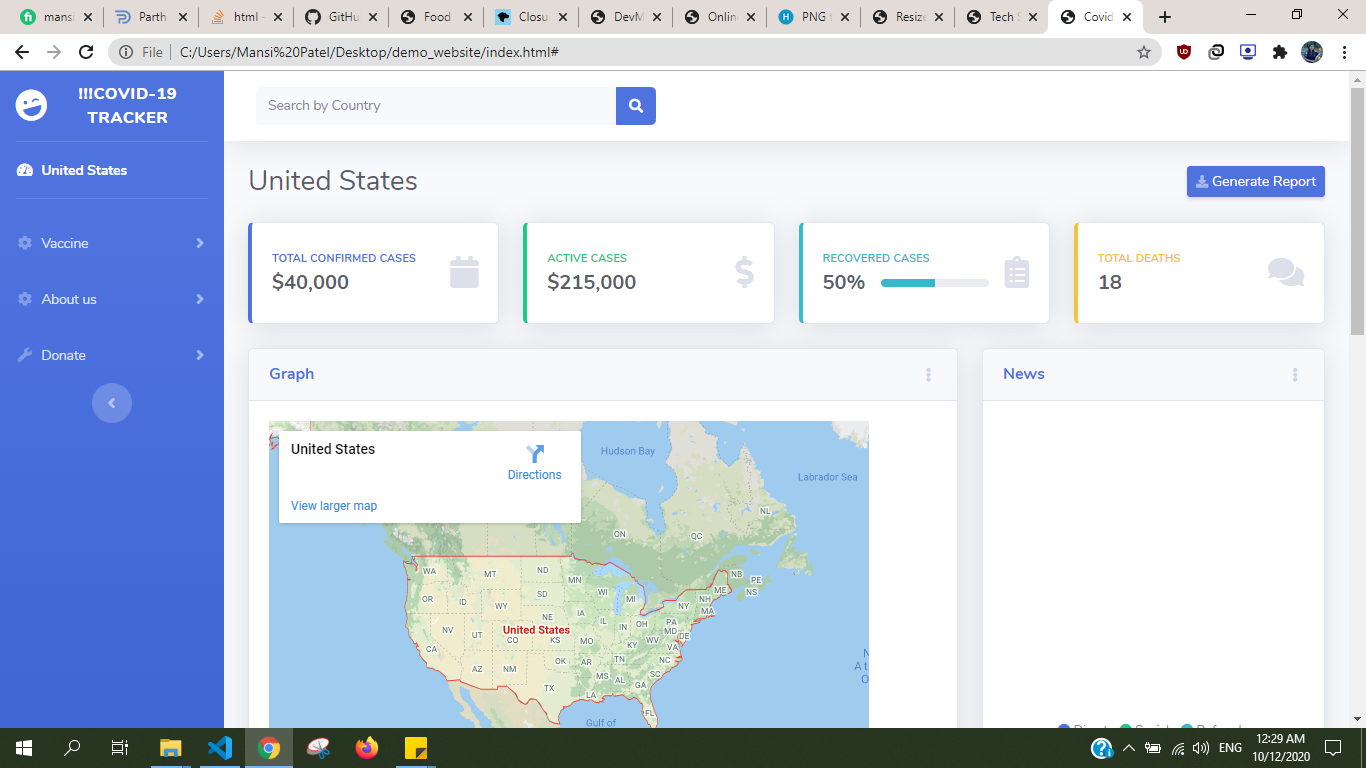 mansi
Parth
html -
GitHu
Food
Closu
DevM
Onlin
PNG t
Resize
Tech S
Covid
File
C:/Users/Mansi%20Patel/Desktop/demo_website/index.html#
!!!COVID-19
TRACKER
Search by Country
United States
United States
Generate Report
Vaccine
About us
Donate
TOTAL CONFIRMED CASES
$40,000
ACTIVE CASES
$215,000
RECOVERED CASES
50%
TOTAL DEATHS
18
Graph
News
United States
Directions
View larger map
Hudson Bay
Labrador Sea
NL
ON
QC
WA
MT
ND
MN
NB
PE
OR
ID
WY
SD
WI
MI
ME
NS
NH
NY
MA
NE
IA
NV
UT
United States
CO
KS
MO
IL
IN
OH
PA
MD
DE
KY
WV
VA
CA
AZ
NM
OK
AR
TN
NC
MS
AL
SC
GA
TX
LA
FL
Gulf of
12:29 AM
ENG
10/12/2020